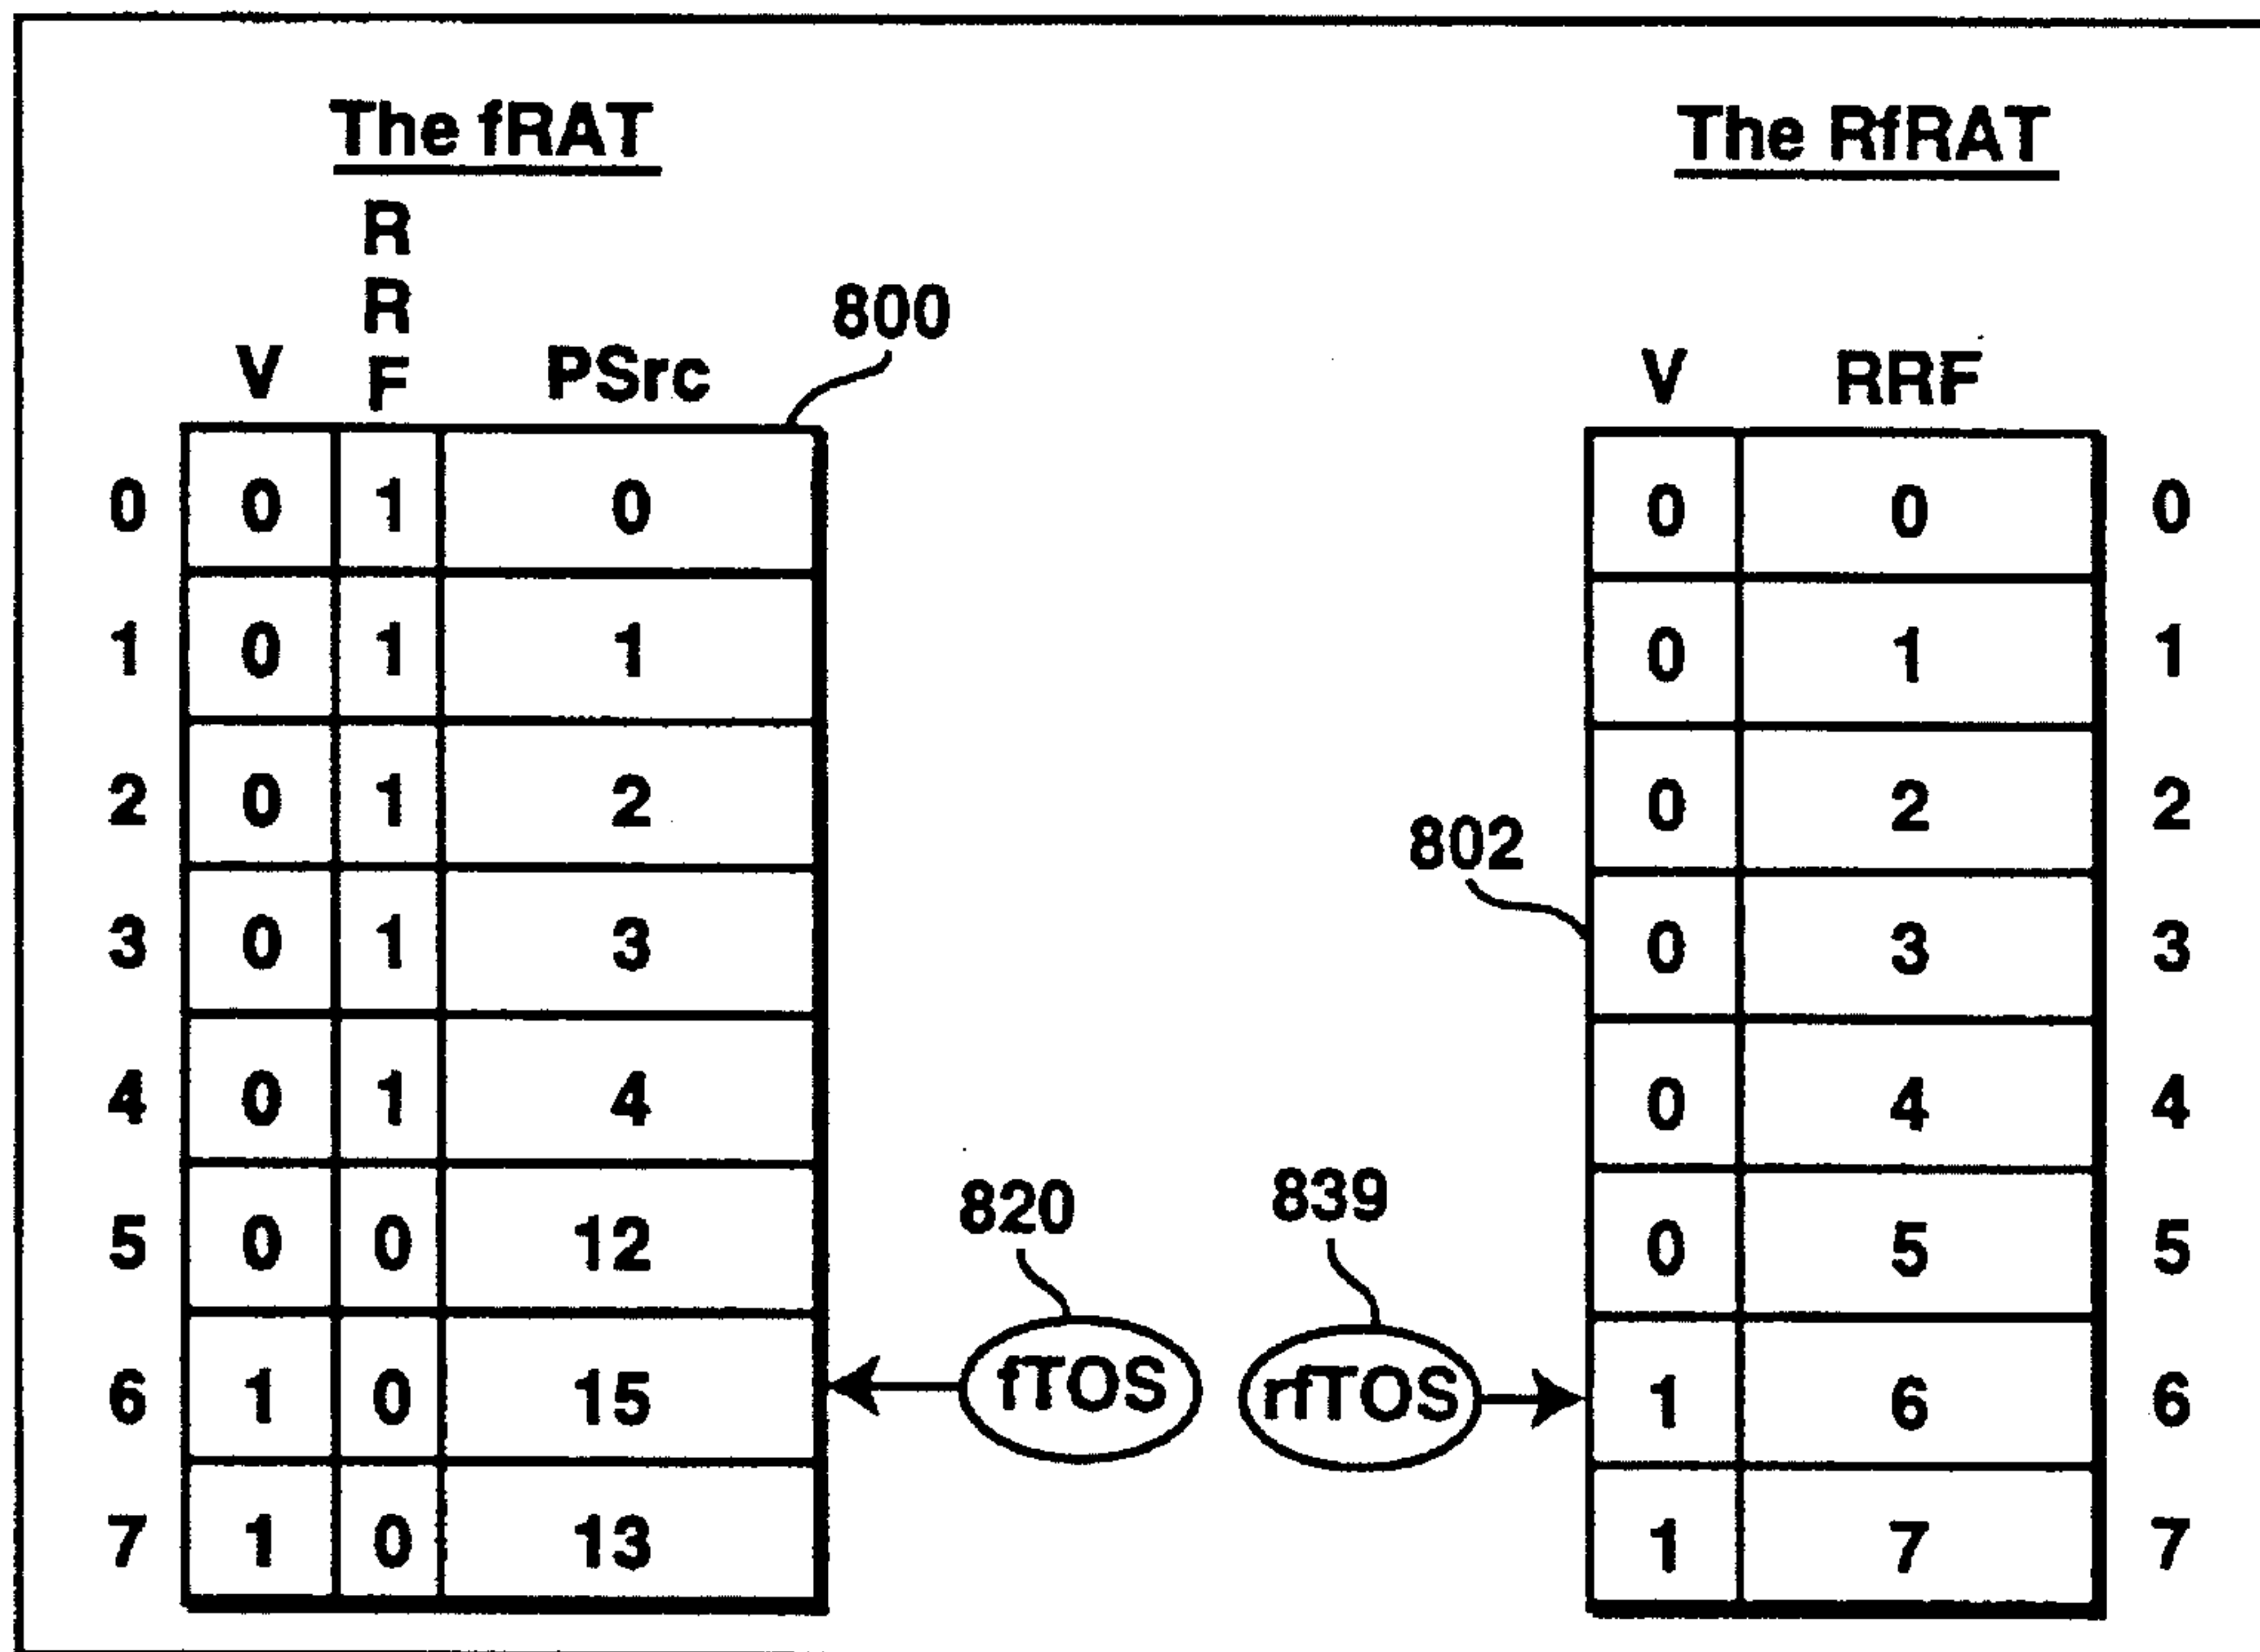 The fRAT The RfRAT
R
R
800
V F PSrc V RRF
0 0 1 0 0 0 0
1 0 1 1 0 1 1
2 0 1 2 0 2 2
802
3 0 1 3 0 3 3
4 0 1 4 0 4 4
820 839
5 0 0 12 0 5 5
6 1 0 15 fTOS rfTOS 1 6 6
7 1 0 13 1 7 7